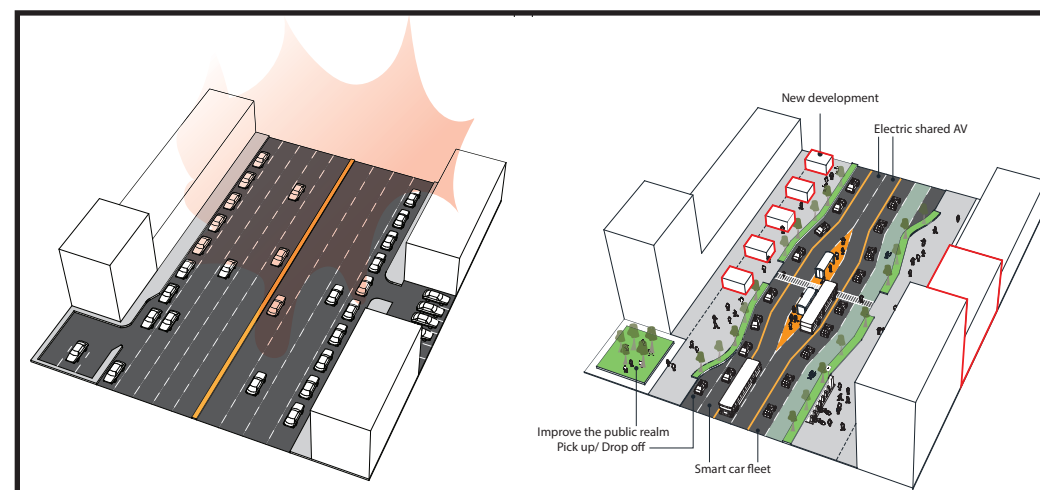 New development
Electric shared AV
Improve the public realm
Pick up/ Drop off
Smart car fleet